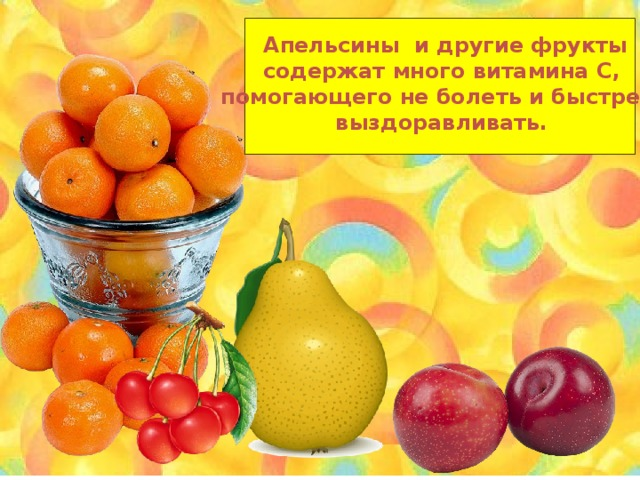 Апельсины и другие фрукты
содержат много витамина С,
помогающего не болеть и быстре
выздоравливать.